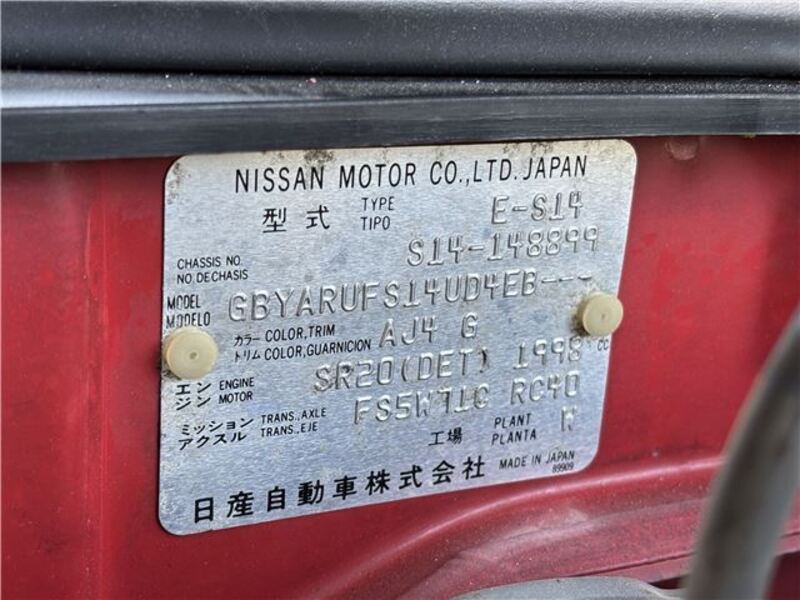 NISSAN MOTOR CO.,LTD. JAPAN
型式 TYPE TIPO E-S14
CHASSIS NO. NO DECHASIS S14-148899
MODEL MODELO GBYARUFS14UD4EB---
カラー COLOR, TRIM トリム COLOR, GUARNICION AJ4 G
エンジン ENGINE MOTOR SR20(DET) 1998 cc
ミッション TRANS., AXLE アクスル TRANS., EJE FS5W71C RC40
工場 PLANT PLANTA W
日産自動車株式会社 MADE IN JAPAN
89909